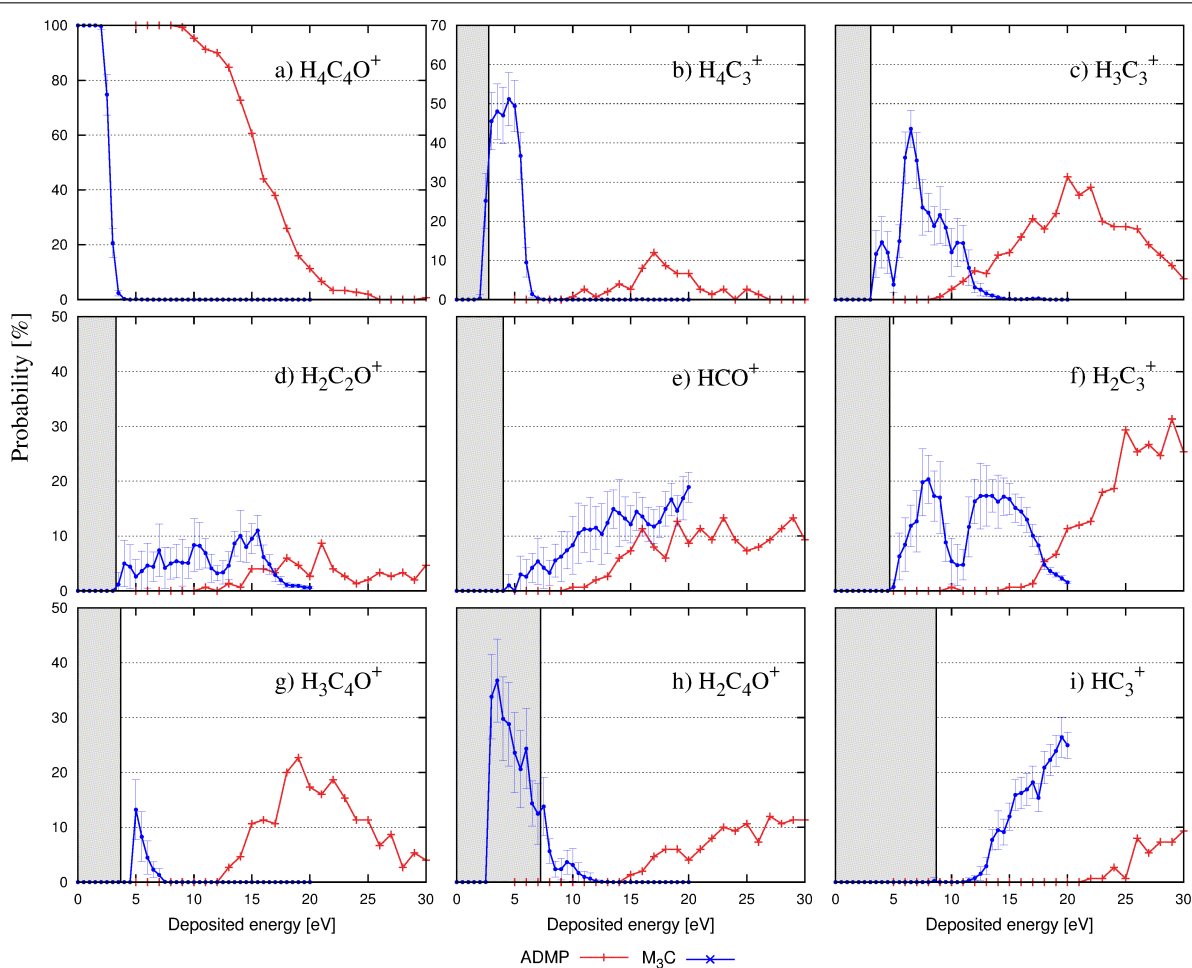 100
80
60
40
20
0
a) H₄C₄O⁺
70
60
50
40
30
20
10
0
b) H₄C₃⁺
c) H₃C₃⁺
Probability [%]
50
40
30
20
10
0
d) H₂C₂O⁺
e) HCO⁺
f) H₂C₃⁺
50
40
30
20
10
0
g) H₃C₄O⁺
h) H₂C₄O⁺
i) HC₃⁺
0 5 10 15 20 25 30
0 5 10 15 20 25 30
0 5 10 15 20 25 30
Deposited energy [eV]
Deposited energy [eV]
Deposited energy [eV]
ADMP M₃C